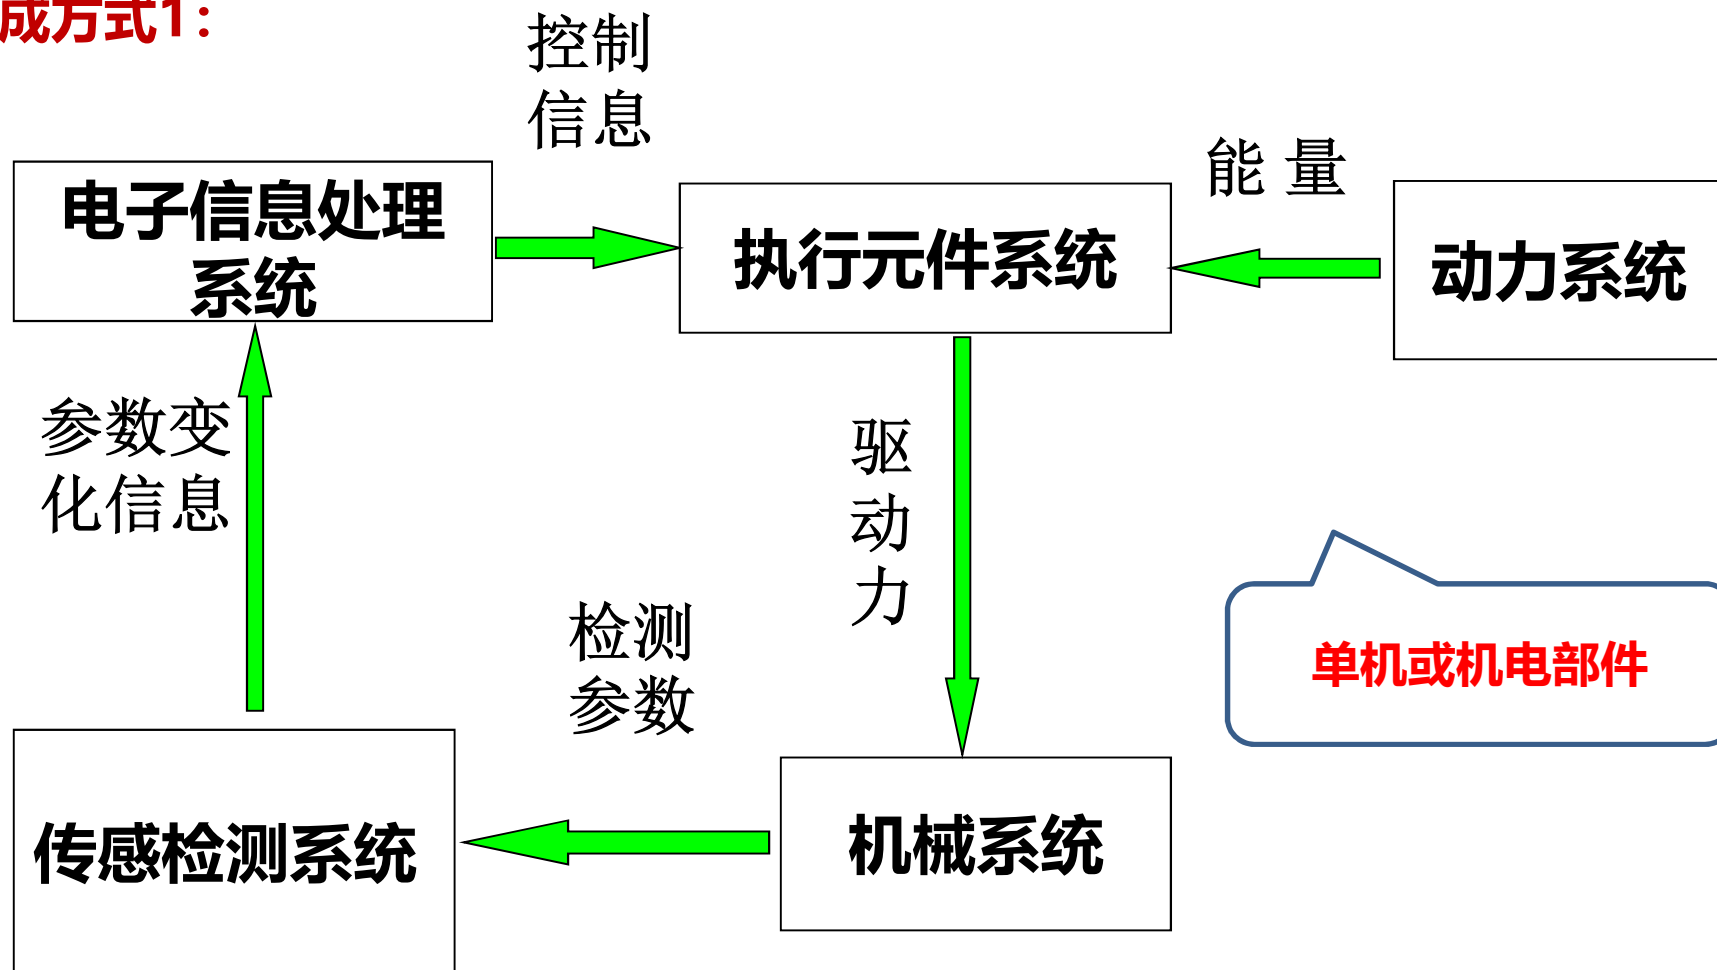 成方式1：
控制
信息
能 量
电子信息处理
系统
执行元件系统
动力系统
参数变
化信息
驱
动
力
检测
参数
单机或机电部件
传感检测系统
机械系统